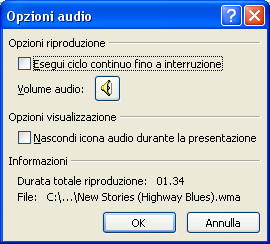 Opzioni audio
Opzioni riproduzione
Esegui ciclo continuo fino a interruzione
Volume audio:
Opzioni visualizzazione
Nascondi icona audio durante la presentazione
Informazioni
Durata totale riproduzione: 01.34
File: C:\...\New Stories (Highway Blues).wma
OK Annulla